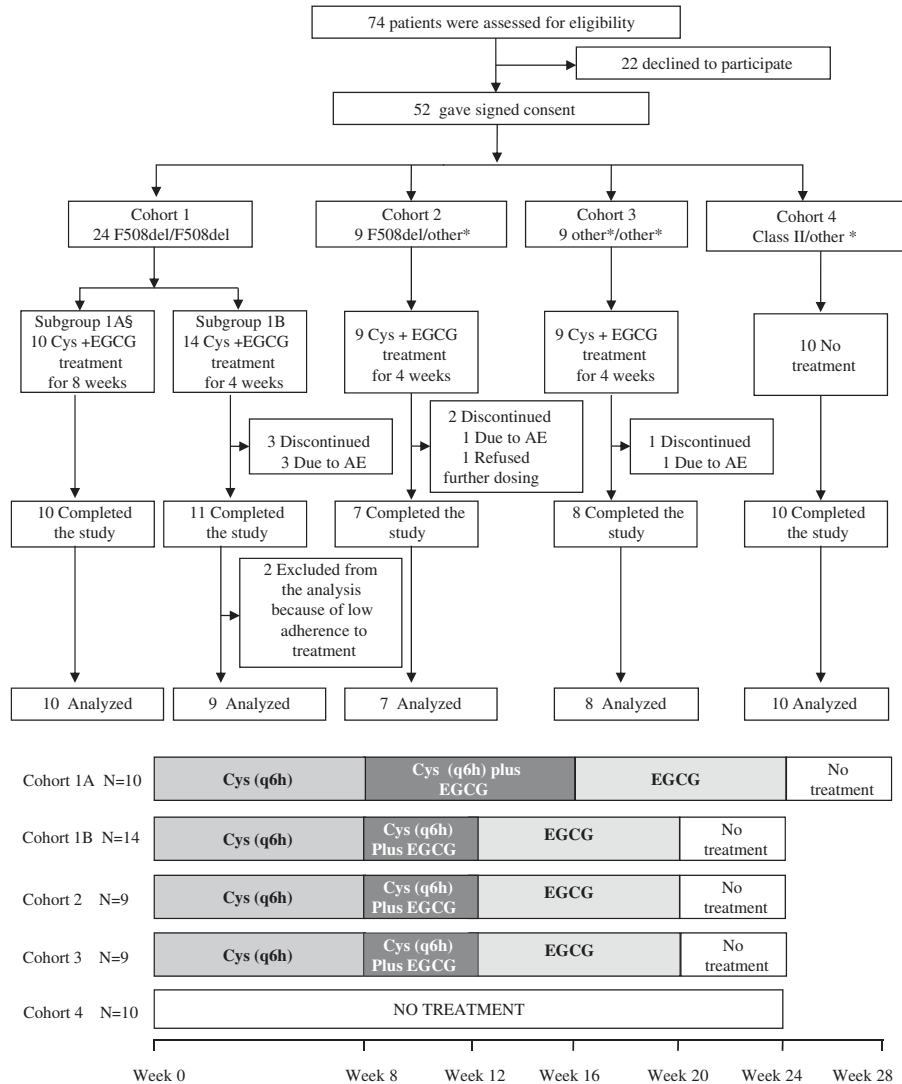 74 patients were assessed for eligibility
22 declined to participate
52 gave signed consent
Cohort 1
24 F508del/F508del
Cohort 2
9 F508del/other*
Cohort 3
9 other*/other*
Cohort 4
Class II/other *
Subgroup 1A§
10 Cys +EGCG
treatment
for 8 weeks
Subgroup 1B
14 Cys +EGCG
treatment
for 4 weeks
9 Cys + EGCG
treatment
for 4 weeks
9 Cys + EGCG
treatment
for 4 weeks
10 No
treatment
3 Discontinued
3 Due to AE
2 Discontinued
1 Due to AE
1 Refused
further dosing
1 Discontinued
1 Due to AE
10 Completed
the study
11 Completed
the study
7 Completed the
study
8 Completed the
study
10 Completed
the study
2 Excluded from
the analysis
because of low
adherence to
treatment
10 Analyzed
9 Analyzed
7 Analyzed
8 Analyzed
10 Analyzed
Cohort 1A N=10
Cys (q6h)
Cys (q6h) plus
EGCG
EGCG
No
treatment
Cohort 1B N=14
Cys (q6h)
Cys (q6h)
Plus EGCG
EGCG
No
treatment
Cohort 2 N=9
Cys (q6h)
Cys (q6h)
Plus EGCG
EGCG
No
treatment
Cohort 3 N=9
Cys (q6h)
Cys (q6h)
Plus EGCG
EGCG
No
treatment
Cohort 4 N=10
NO TREATMENT
Week 0
Week 8
Week 12
Week 16
Week 20
Week 24
Week 28